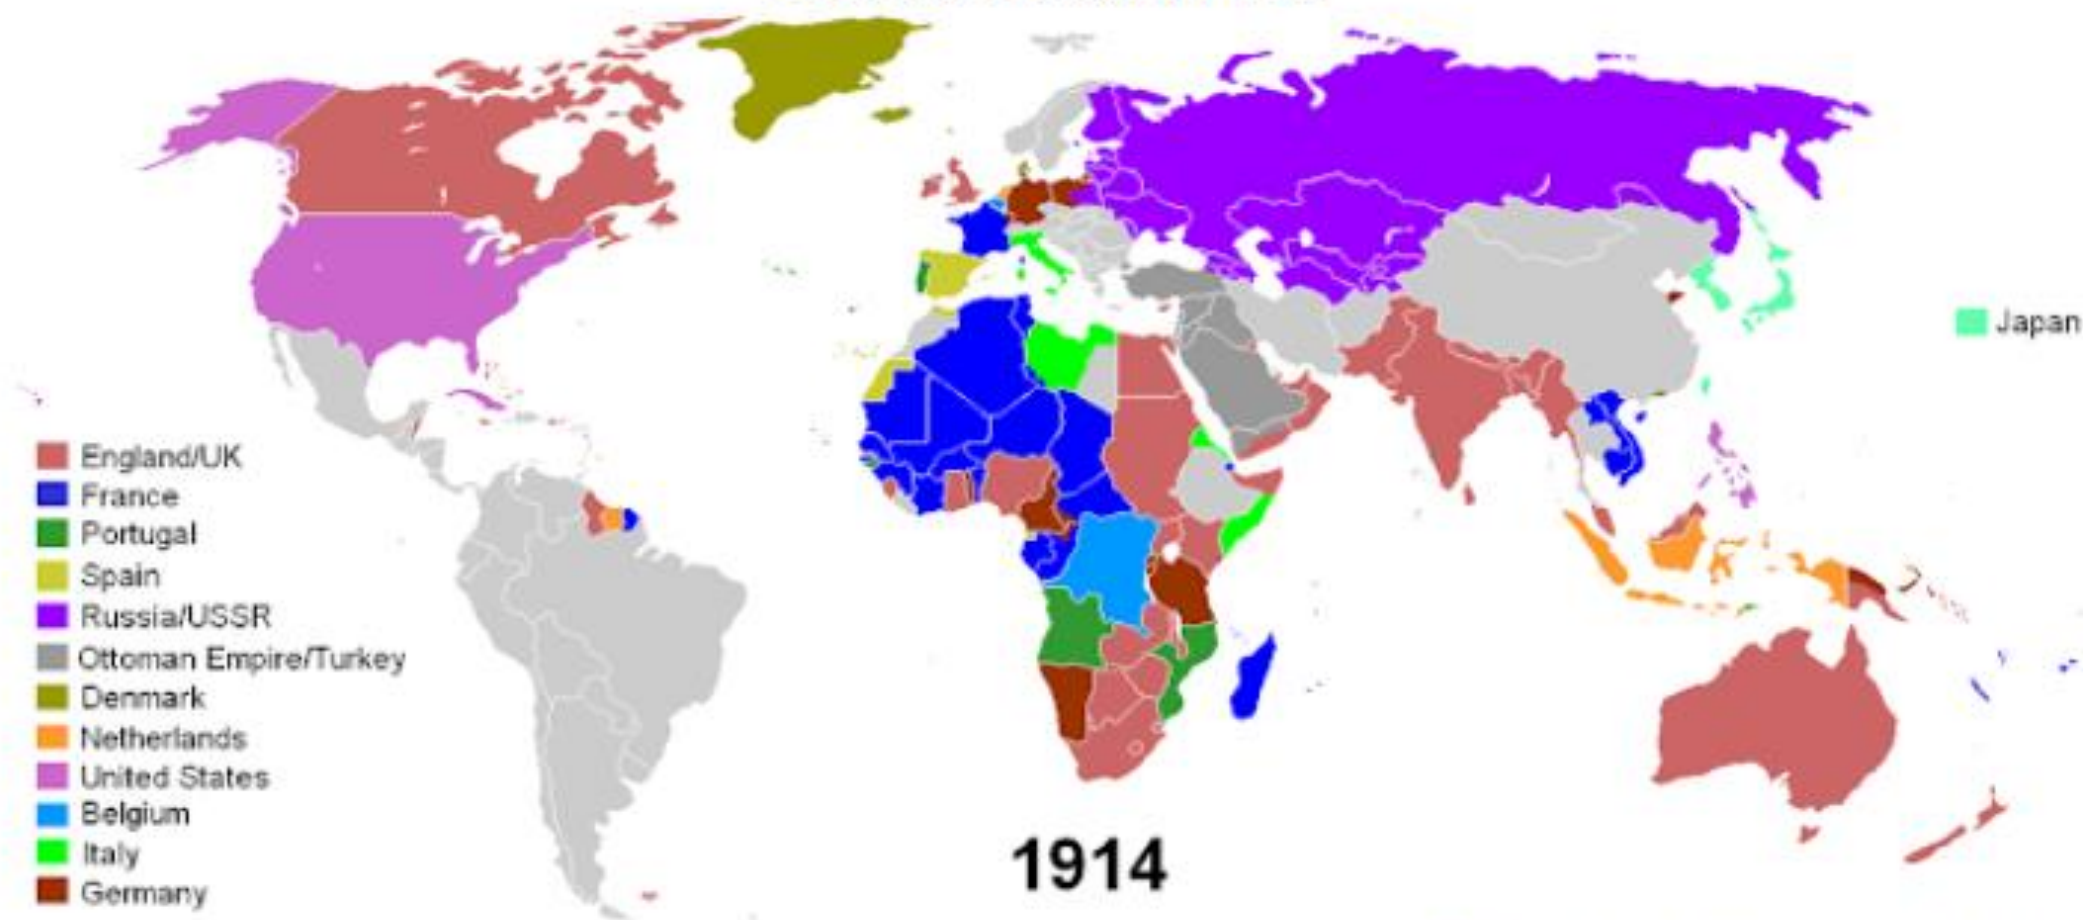 Japan
England/UK
France
Portugal
Spain
Russia/USSR
Ottoman Empire/Turkey
Denmark
Netherlands
United States
Belgium
Italy
Germany
1914